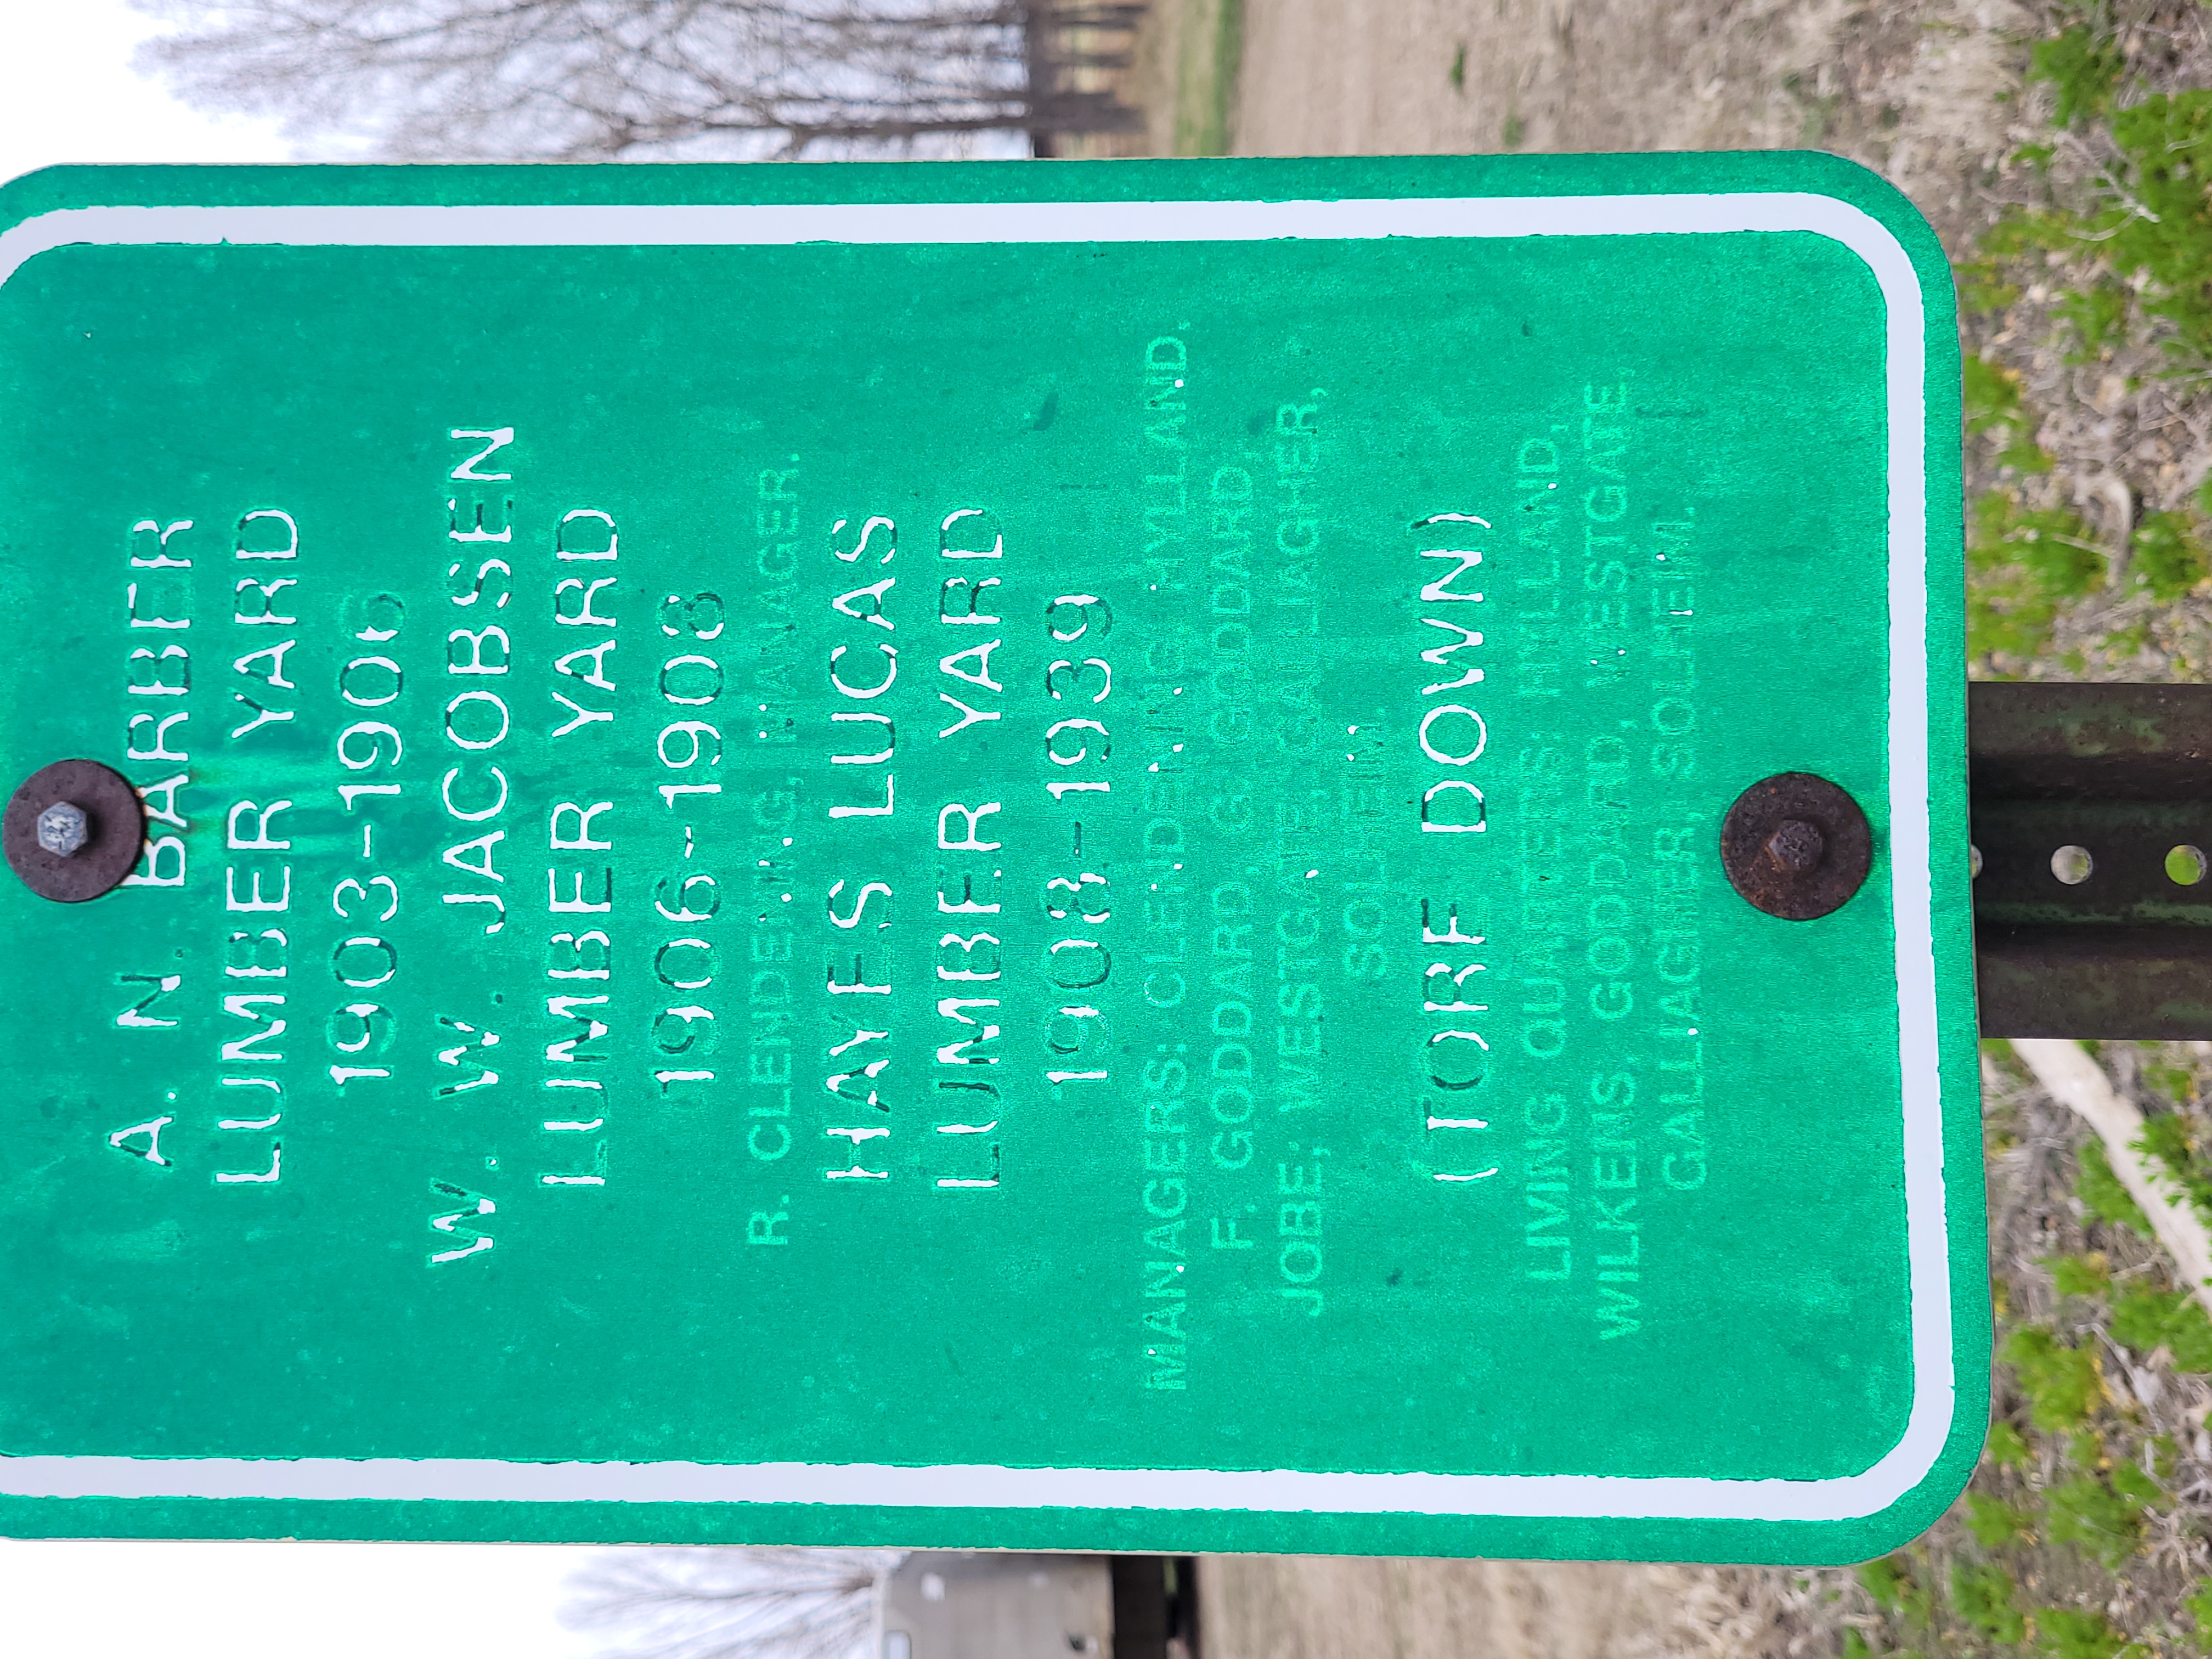 A. N. BARBER
LUMBER YARD
1903-1906
W. W. JACOBSEN
LUMBER YARD
1906-1908
R. CLENDENING, MANAGER.
HAYES LUCAS
LUMBER YARD
1908-1939
MANAGERS: CLENDENING, HYLLAND,
F. GODDARD, G. GODDARD,
JOBE, WESTGATE, GALLIAGHER,
SOLHEIM.
(TORE DOWN)
LIVING QUARTERS: HYLLAND,
WILKENS, GODDARD, WESTGATE,
GALLIAGHER, SOLHEIM.